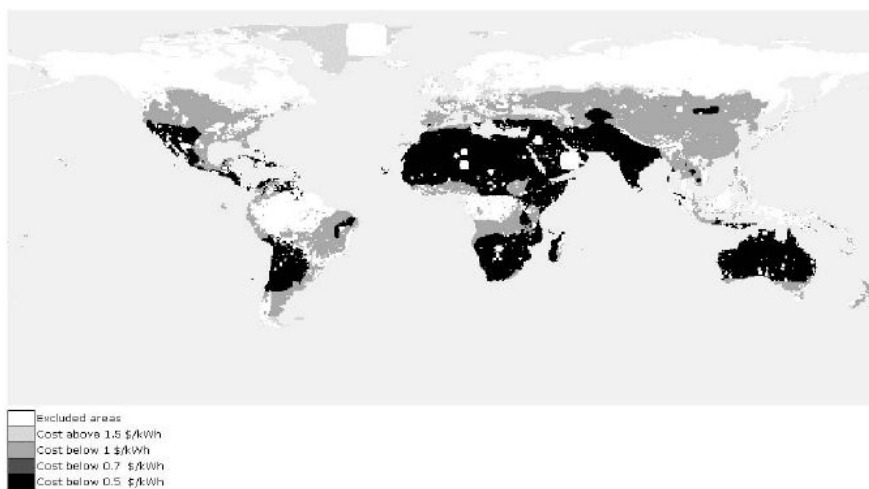 Excluded areas
Cost above 1.5 $/kWh
Cost below 1 $/kWh
Cost below 0.7 $/kWh
Cost below 0.5 $/kWh